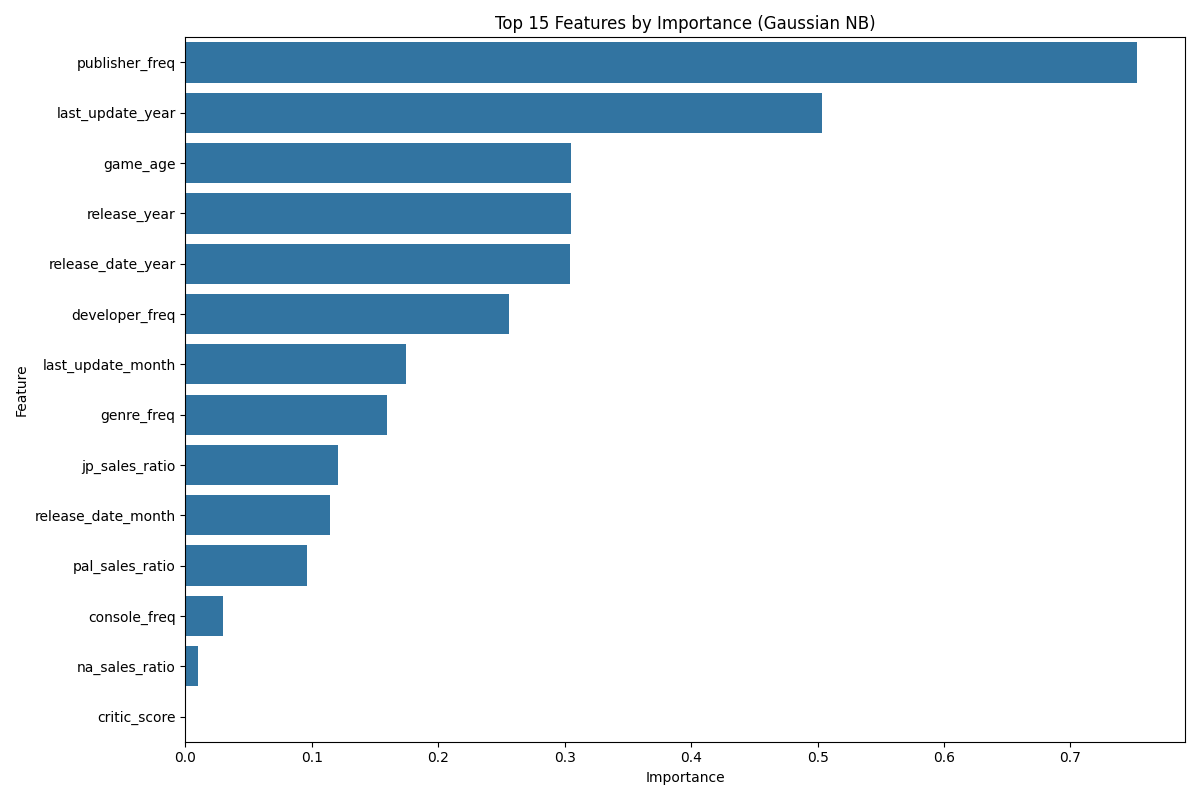 Top 15 Features by Importance (Gaussian NB)
publisher_freq
last_update_year
game_age
release_year
release_date_year
developer_freq
last_update_month
genre_freq
jp_sales_ratio
release_date_month
pal_sales_ratio
console_freq
na_sales_ratio
critic_score
Feature
0.0 0.1 0.2 0.3 0.4 0.5 0.6 0.7
Importance